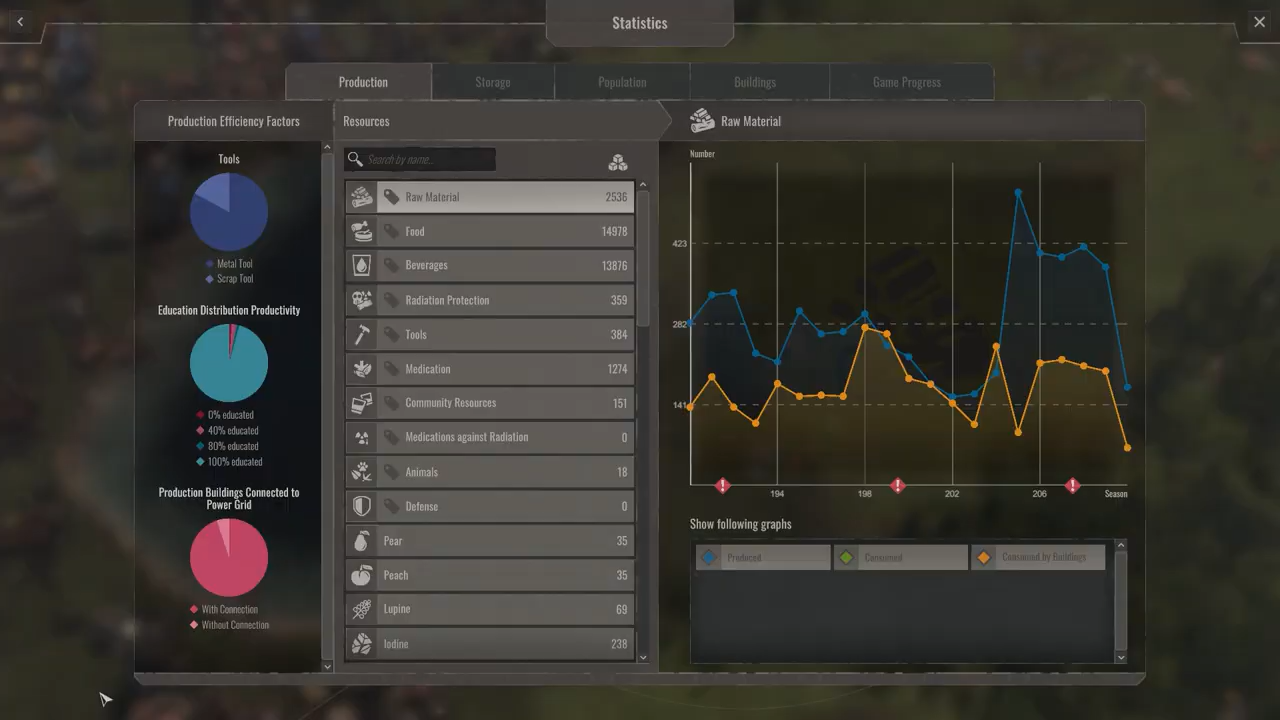 Statistics
Production
Storage
Population
Buildings
Game Progress
Production Efficiency Factors
Tools
Metal Tool
Scrap Tool
Education Distribution Productivity
0% educated
40% educated
80% educated
100% educated
Production Buildings Connected to
Power Grid
With Connection
Without Connection
Resources
Search by name...
Raw Material 2536
Food 14978
Beverages 13876
Radiation Protection 359
Tools 384
Medication 1274
Community Resources 151
Medications against Radiation 0
Animals 18
Defense 0
Pear 35
Peach 35
Lupine 69
Iodine 238
Raw Material
Number
423
282
141
194
198
202
206
Season
Show following graphs
Produced
Consumed
Consumed by Buildings